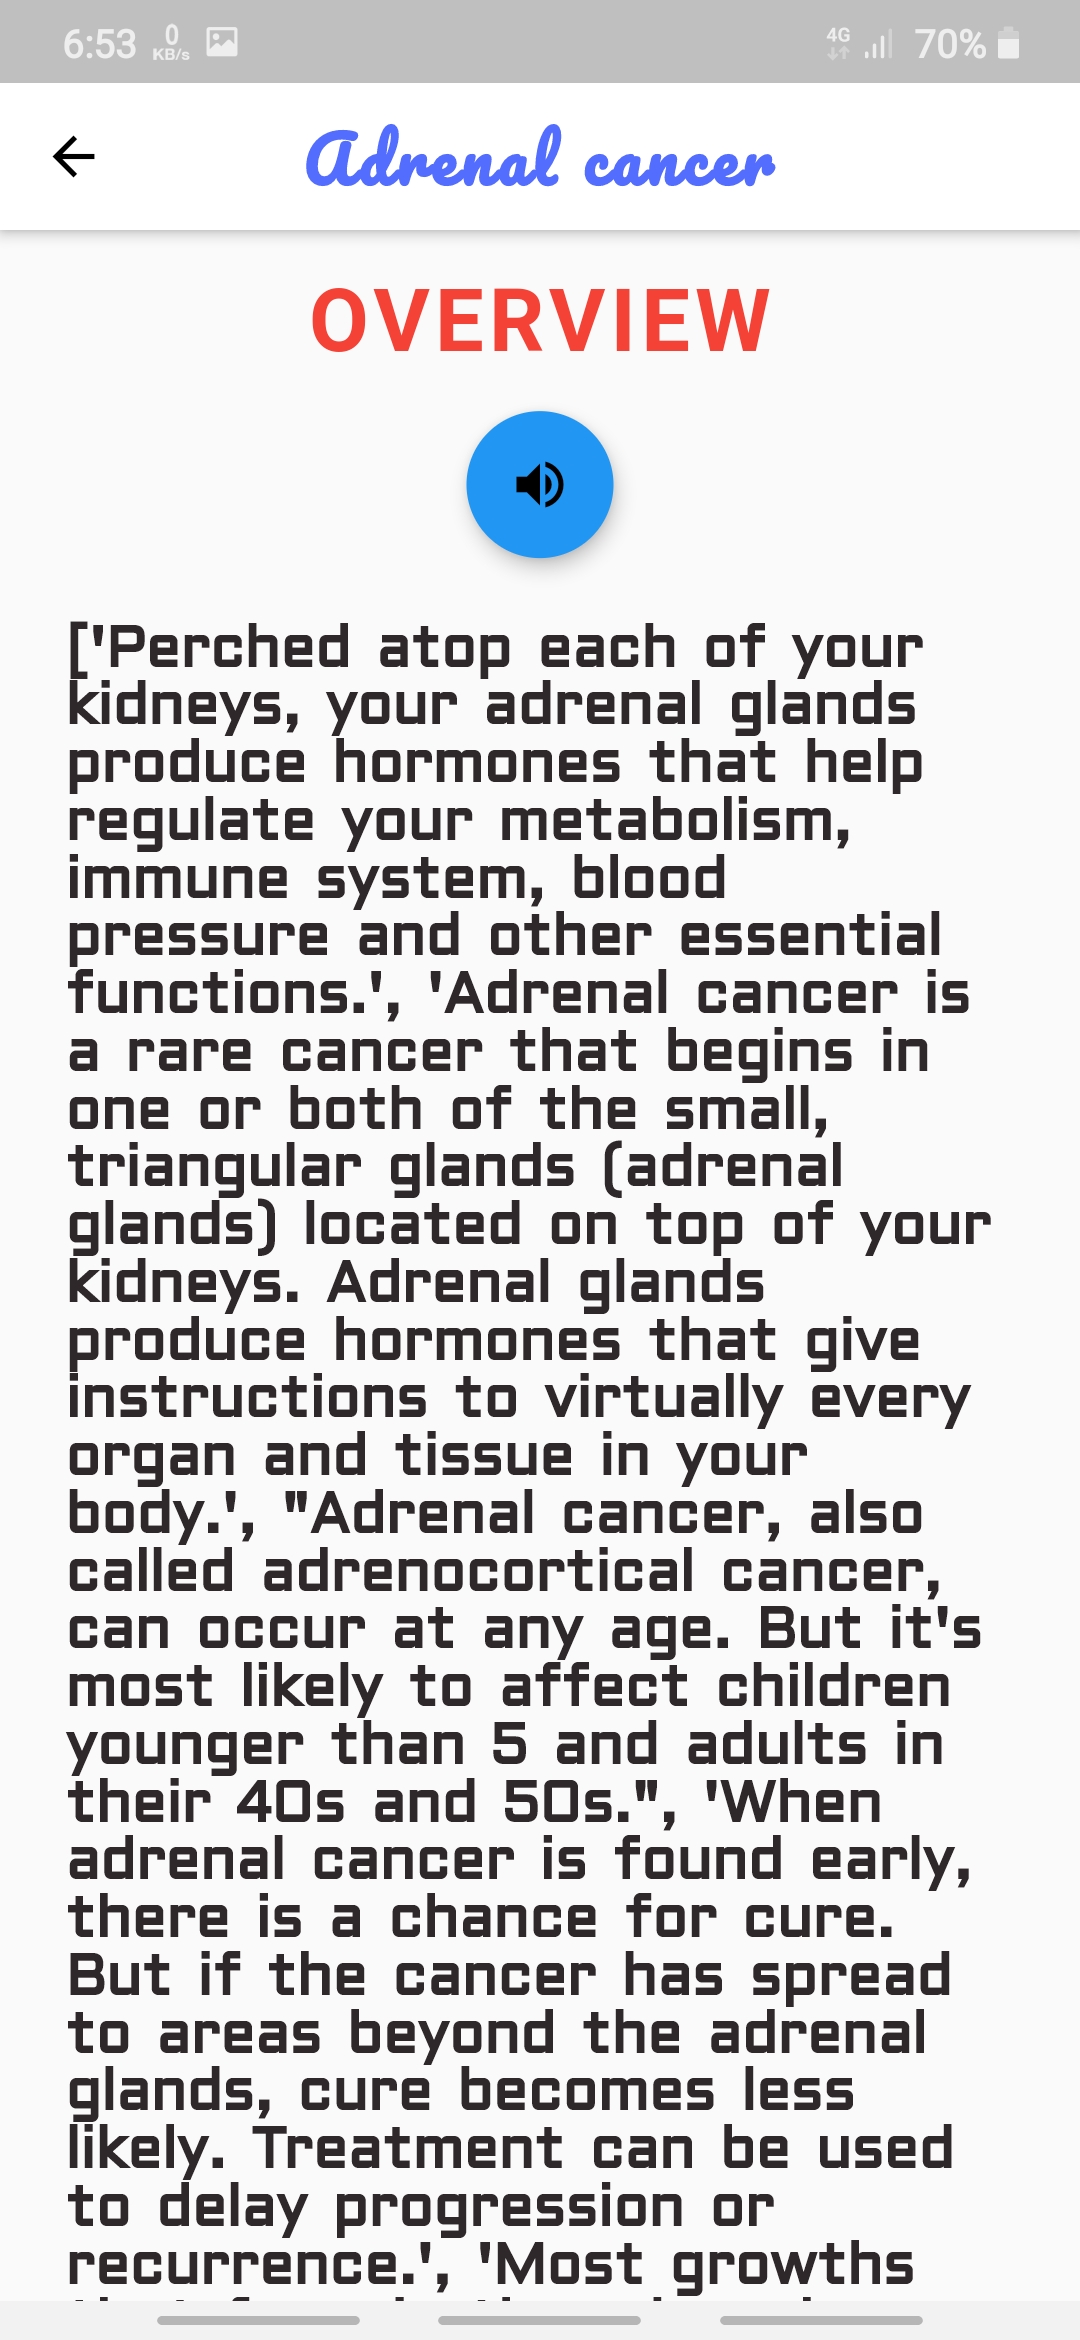 6:53
0
KB/s
4G
70%
Adrenal cancer
OVERVIEW
['Perched atop each of your
kidneys, your adrenal glands
produce hormones that help
regulate your metabolism,
immune system, blood
pressure and other essential
functions.', 'Adrenal cancer is
a rare cancer that begins in
one or both of the small,
triangular glands (adrenal
glands) located on top of your
kidneys. Adrenal glands
produce hormones that give
instructions to virtually every
organ and tissue in your
body.', "Adrenal cancer, also
called adrenocortical cancer,
can occur at any age. But it's
most likely to affect children
younger than 5 and adults in
their 40s and 50s.", 'When
adrenal cancer is found early,
there is a chance for cure.
But if the cancer has spread
to areas beyond the adrenal
glands, cure becomes less
likely. Treatment can be used
to delay progression or
recurrence.', 'Most growths